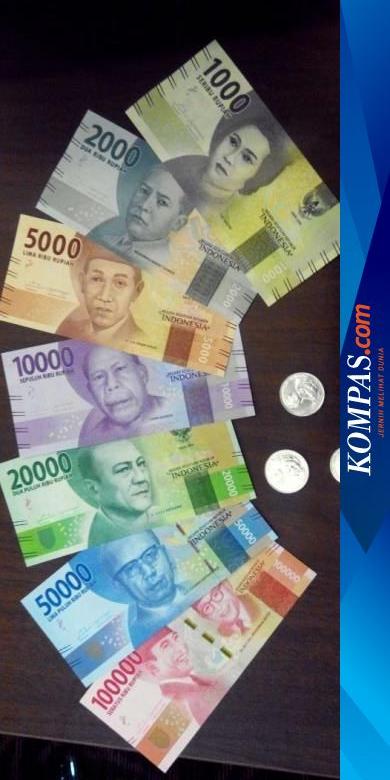 1000
SERIBU RUPIAH
1000
2000
DUA RIBU RUPIAH
INDONESIA
5000
LIMA RIBU RUPIAH
INDONESIA
5000
10000
SEPULUH RIBU RUPIAH
20000
DUA PULUH RIBU RUPIAH
INDONESIA
20000
50000
LIMA PULUH RIBU RUPIAH
INDONESIA
50000
100000
SERATUS RIBU RUPIAH
INDONESIA
100000
KOMPAS.com
JERNIH MELIHAT DUNIA